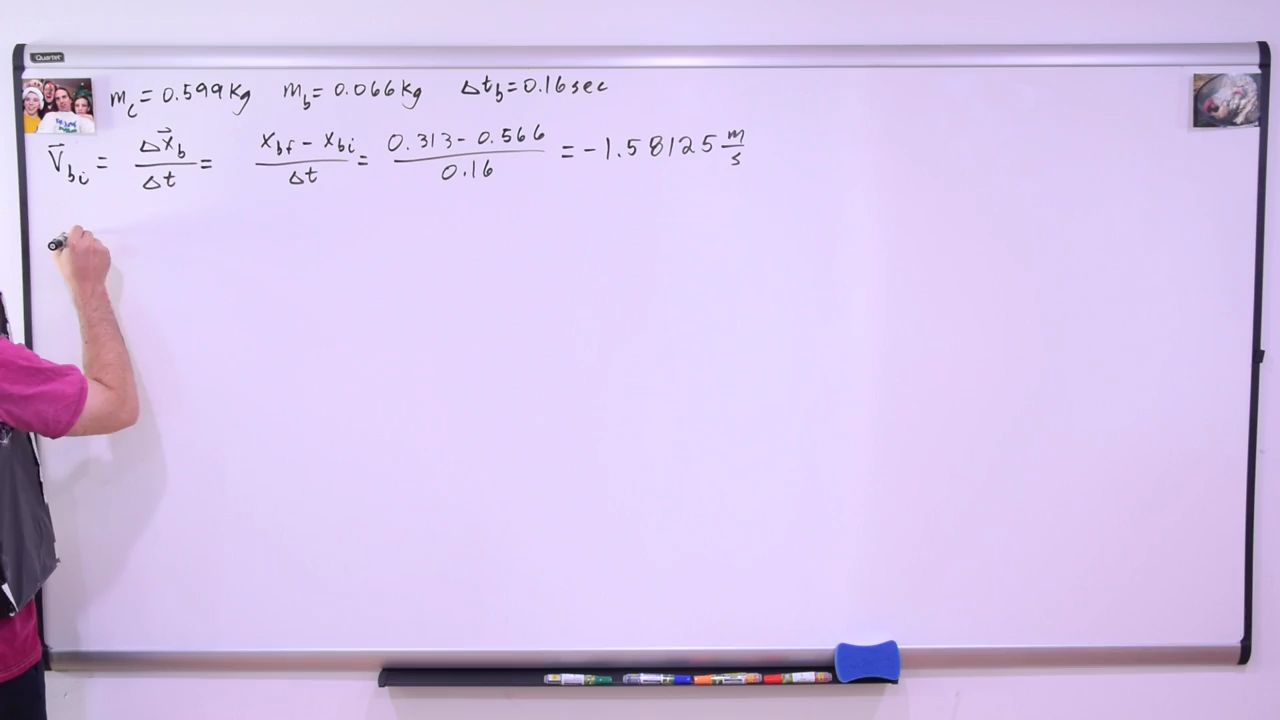 Quartet
m_c = 0.599 kg m_b = 0.066 kg Δt_b = 0.16 sec
V⃗_bi = Δx⃗_b / Δt = (x_bf - x_bi) / Δt = (0.313 - 0.566) / 0.16 = -1.58125 m/s